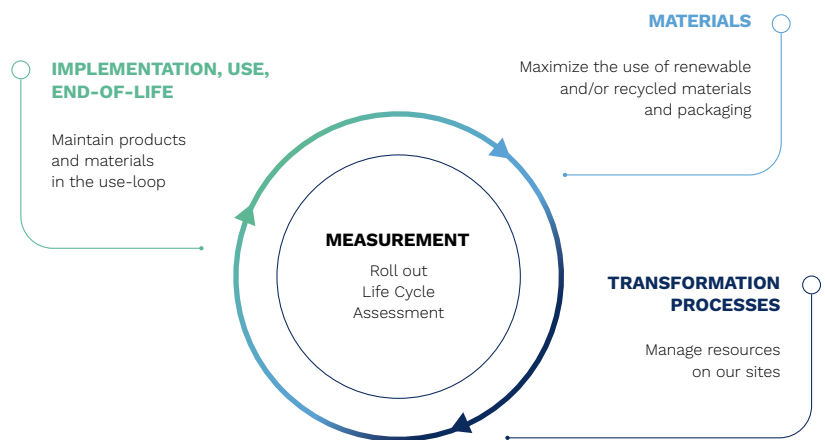 MATERIALS
Maximize the use of renewable
and/or recycled materials
and packaging
IMPLEMENTATION, USE,
END-OF-LIFE
Maintain products
and materials
in the use-loop
MEASUREMENT
Roll out
Life Cycle
Assessment
TRANSFORMATION
PROCESSES
Manage resources
on our sites